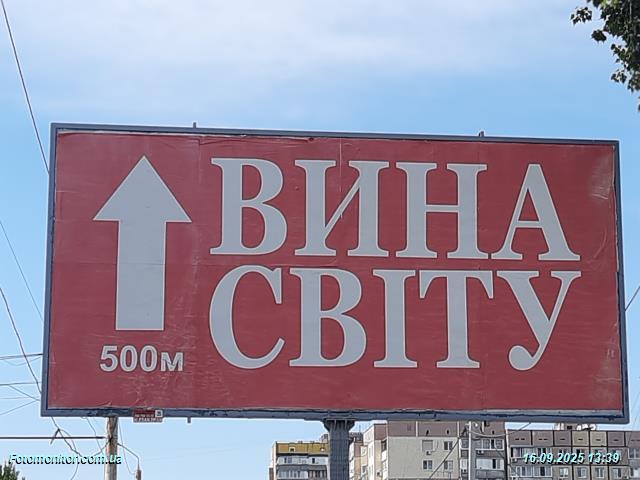 ВИНА
СВІТУ
500м
Fotomonitor.com.ua
16.09.2025 13:39